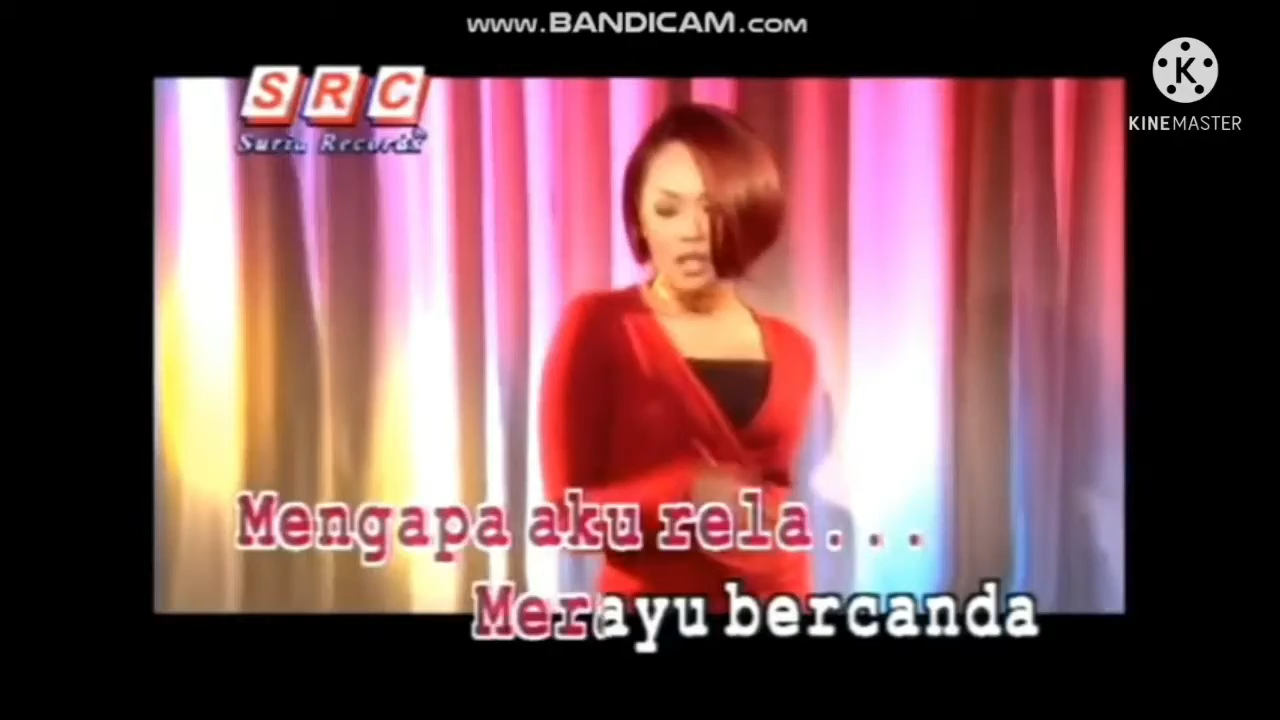 www.BANDICAM.com
SRC
Suria Records
KINEMASTER
Mengapa aku rela...
Merayu bercanda